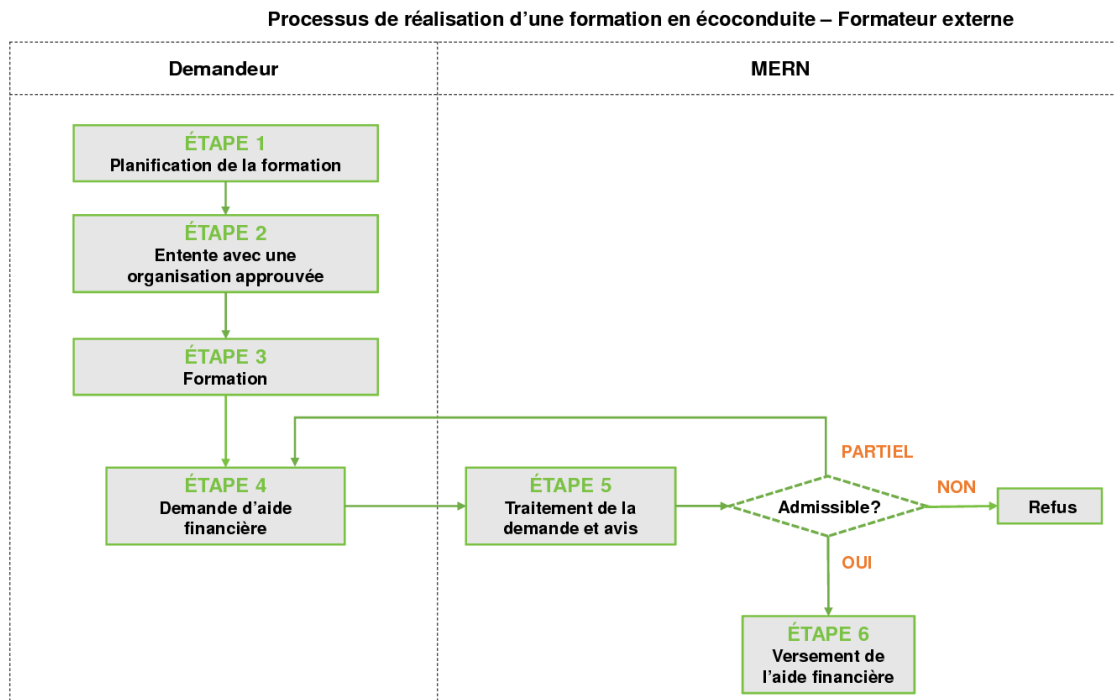 Processus de réalisation d’une formation en écoconduite – Formateur externe
Demandeur
MERN
ÉTAPE 1
Planification de la formation
ÉTAPE 2
Entente avec une
organisation approuvée
ÉTAPE 3
Formation
ÉTAPE 4
Demande d’aide
financière
ÉTAPE 5
Traitement de la
demande et avis
Admissible?
PARTIEL
NON
Refus
OUI
ÉTAPE 6
Versement de
l’aide financière